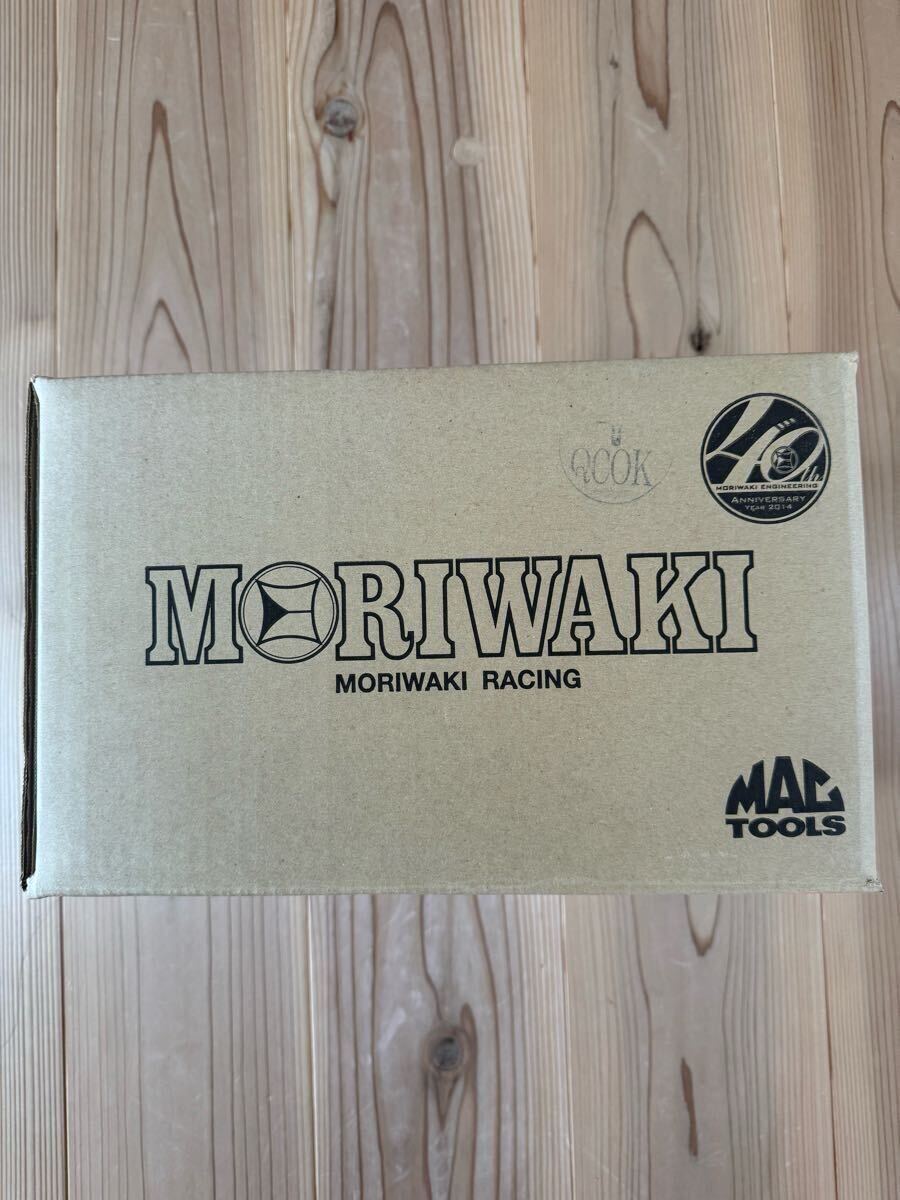 QCOK
40th
MORIWAKI ENGINEERING
ANNIVERSARY
YEAR 2014
MORIWAKI
MORIWAKI RACING
MAC
TOOLS